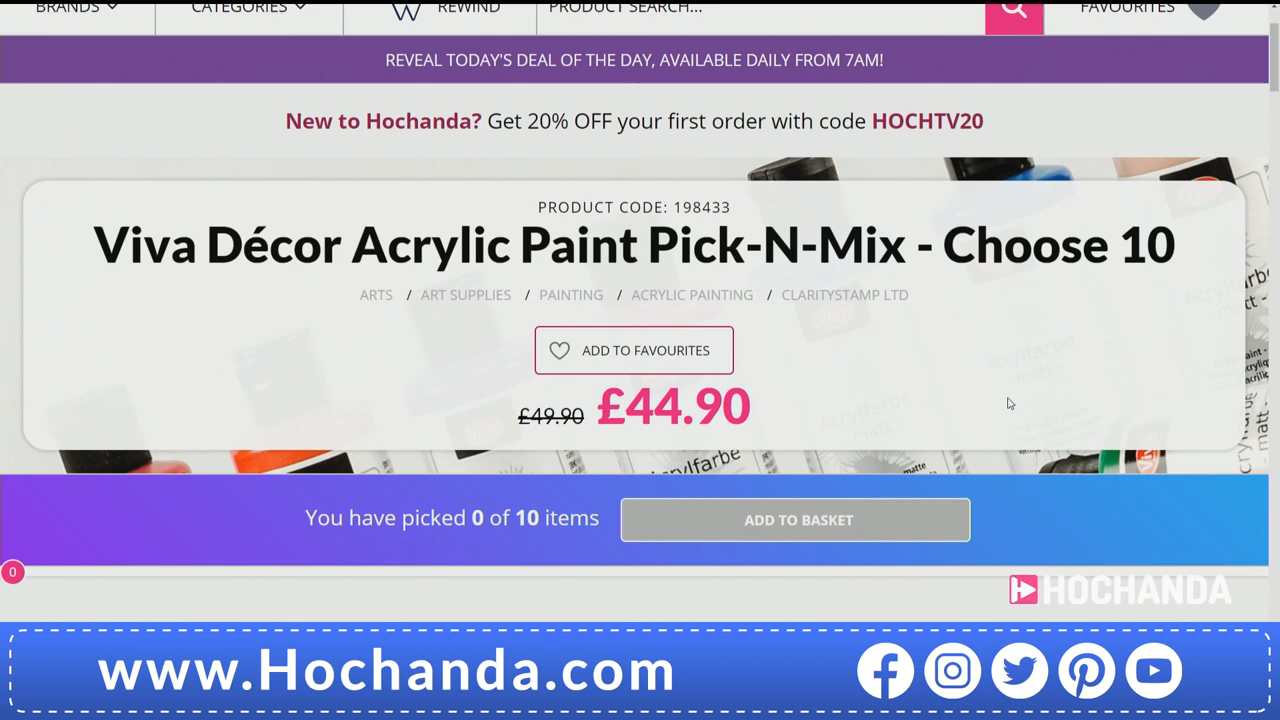 BRANDS
CATEGORIES
REWIND
PRODUCT SEARCH...
FAVOURITES
REVEAL TODAY'S DEAL OF THE DAY, AVAILABLE DAILY FROM 7AM!
New to Hochanda? Get 20% OFF your first order with code HOCHTV20
PRODUCT CODE: 198433
Viva Décor Acrylic Paint Pick-N-Mix - Choose 10
ARTS / ART SUPPLIES / PAINTING / ACRYLIC PAINTING / CLARITYSTAMP LTD
ADD TO FAVOURITES
£49.90 £44.90
You have picked 0 of 10 items
ADD TO BASKET
0
HOCHANDA
www.Hochanda.com